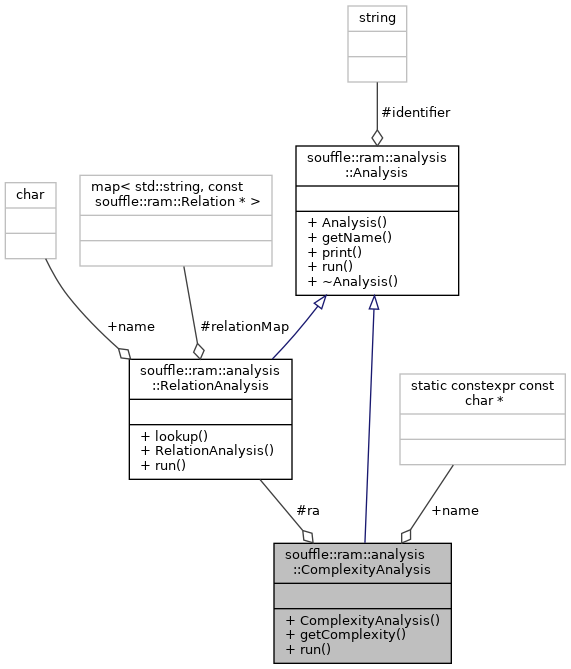 string
#identifier
souffle::ram::analysis
::Analysis
+ Analysis()
+ getName()
+ print()
+ run()
+ ~Analysis()
map< std::string, const
souffle::ram::Relation * >
char
+name
#relationMap
souffle::ram::analysis
::RelationAnalysis
+ lookup()
+ RelationAnalysis()
+ run()
static constexpr const
char *
#ra
+name
souffle::ram::analysis
::ComplexityAnalysis
+ ComplexityAnalysis()
+ getComplexity()
+ run()